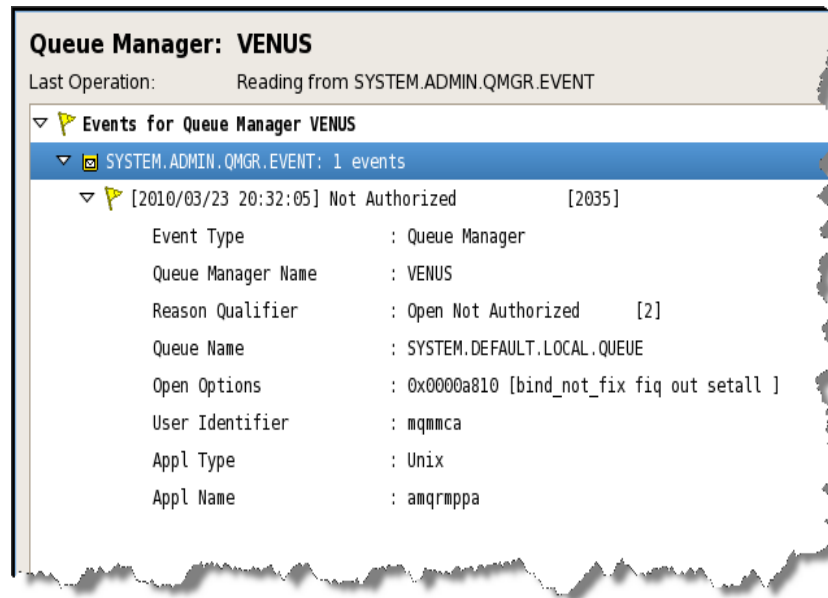 Queue Manager: VENUS
Last Operation: Reading from SYSTEM.ADMIN.QMGR.EVENT
Events for Queue Manager VENUS
SYSTEM.ADMIN.QMGR.EVENT: 1 events
[2010/03/23 20:32:05] Not Authorized [2035]
Event Type : Queue Manager
Queue Manager Name : VENUS
Reason Qualifier : Open Not Authorized [2]
Queue Name : SYSTEM.DEFAULT.LOCAL.QUEUE
Open Options : 0x0000a810 [bind_not_fix fiq out setall ]
User Identifier : mqmmca
Appl Type : Unix
Appl Name : amqrmppa